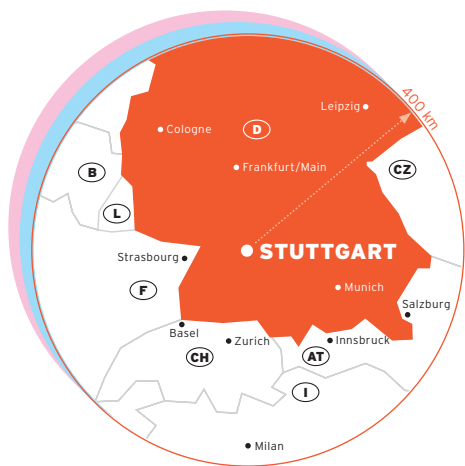 400 km
Leipzig
Cologne
D
Frankfurt/Main
B
CZ
L
STUTTGART
Strasbourg
F
Munich
Salzburg
Basel
Zurich
Innsbruck
CH
AT
I
Milan